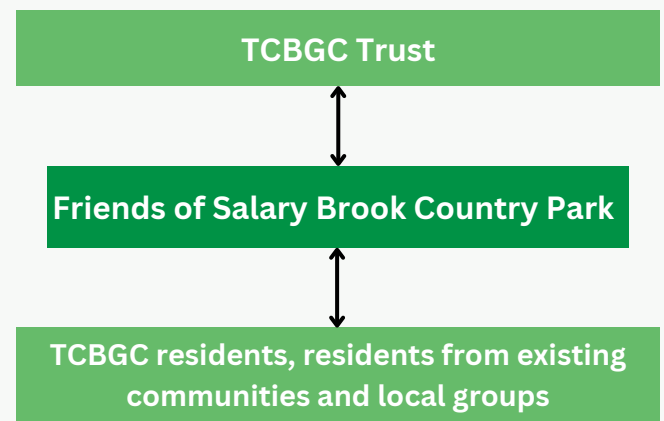 TCBGC Trust
Friends of Salary Brook Country Park
TCBGC residents, residents from existing
communities and local groups